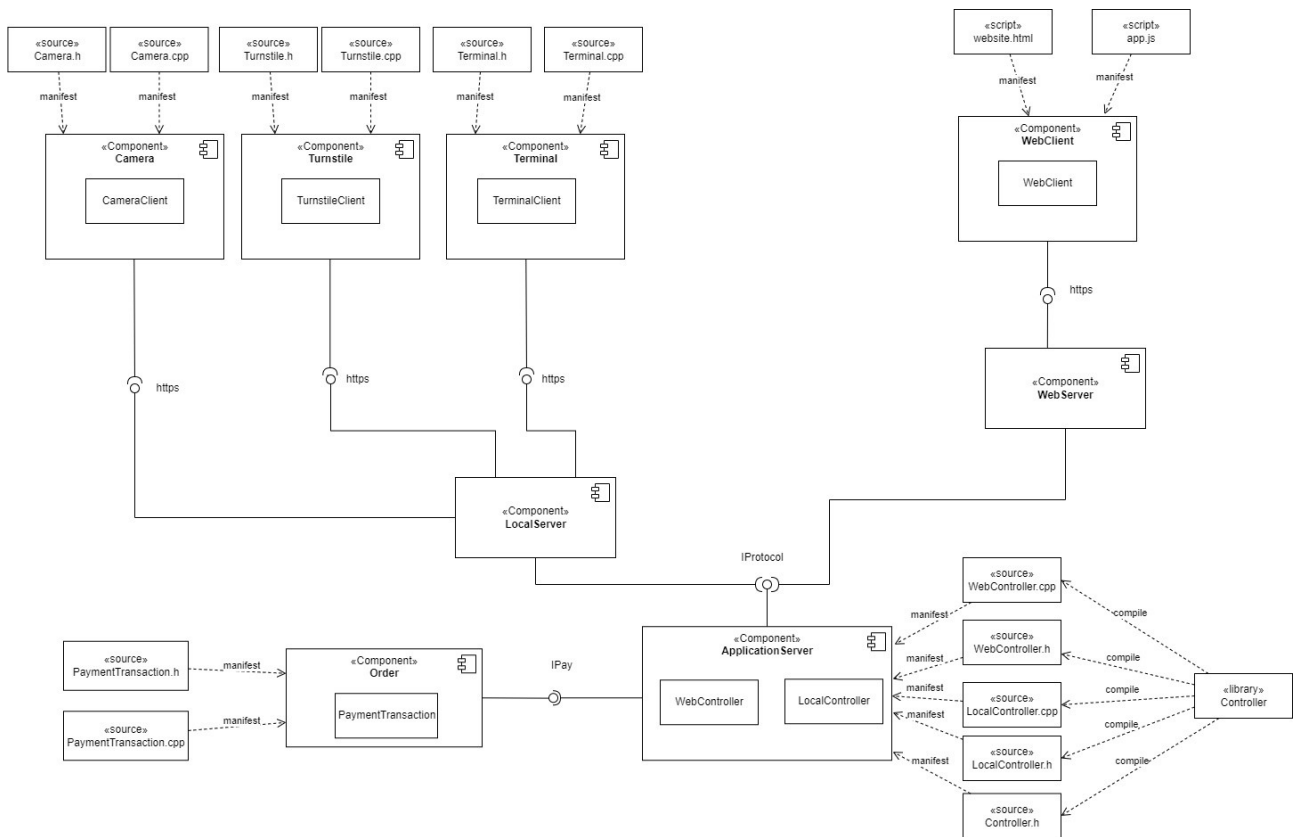 «source»
Camera.h
«source»
Camera.cpp
«source»
Turnstile.h
«source»
Turnstile.cpp
«source»
Terminal.h
«source»
Terminal.cpp
«script»
website.html
«script»
app.js
manifest
manifest
manifest
manifest
manifest
manifest
manifest
manifest
«Component»
Camera
CameraClient
«Component»
Turnstile
TurnstileClient
«Component»
Terminal
TerminalClient
«Component»
WebClient
WebClient
https
https
https
https
«Component»
WebServer
«Component»
LocalServer
IProtocol
«source»
PaymentTransaction.h
manifest
«source»
PaymentTransaction.cpp
manifest
«Component»
Order
PaymentTransaction
IPay
«Component»
ApplicationServer
WebController
LocalController
manifest
manifest
manifest
manifest
manifest
«source»
WebController.cpp
«source»
WebController.h
«source»
LocalController.cpp
«source»
LocalController.h
«source»
Controller.h
compile
compile
compile
compile
compile
«library»
Controller